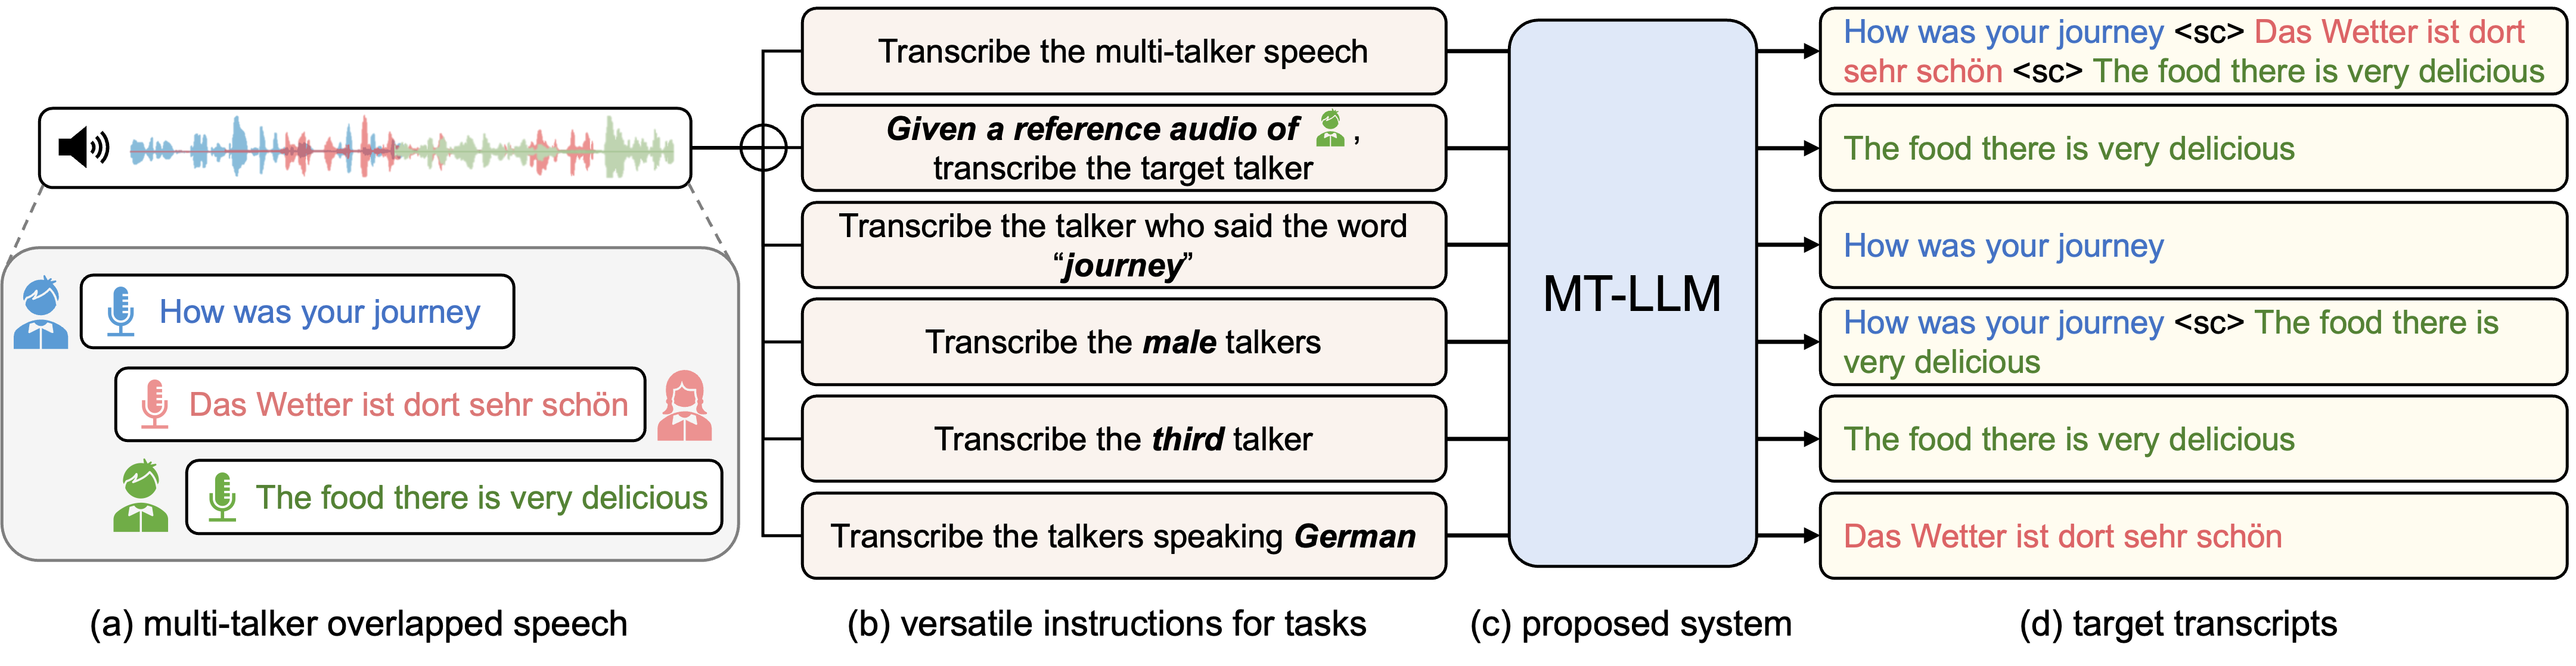 How was your journey
Das Wetter ist dort sehr schön
The food there is very delicious
(a) multi-talker overlapped speech
Transcribe the multi-talker speech
Given a reference audio of ,
transcribe the target talker
Transcribe the talker who said the word
“journey”
Transcribe the male talkers
Transcribe the third talker
Transcribe the talkers speaking German
(b) versatile instructions for tasks
MT-LLM
(c) proposed system
How was your journey <sc> Das Wetter ist dort
sehr schön <sc> The food there is very delicious
The food there is very delicious
How was your journey
How was your journey <sc> The food there is
very delicious
The food there is very delicious
Das Wetter ist dort sehr schön
(d) target transcripts